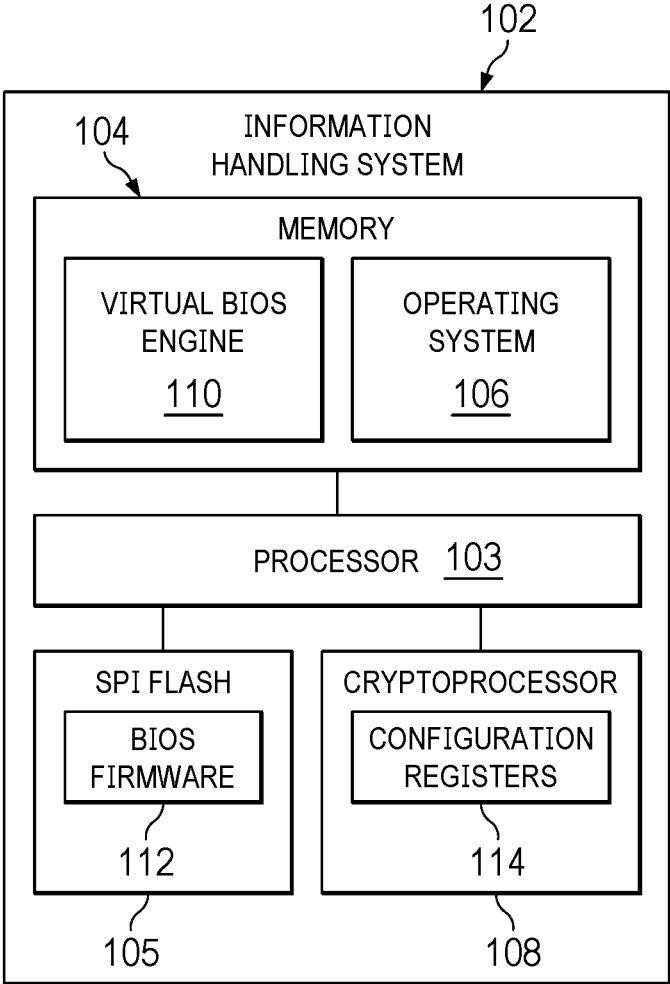 102
INFORMATION
HANDLING SYSTEM
104
MEMORY
VIRTUAL BIOS
ENGINE
110
OPERATING
SYSTEM
106
PROCESSOR 103
SPI FLASH
BIOS
FIRMWARE
112
105
CRYPTOPROCESSOR
CONFIGURATION
REGISTERS
114
108